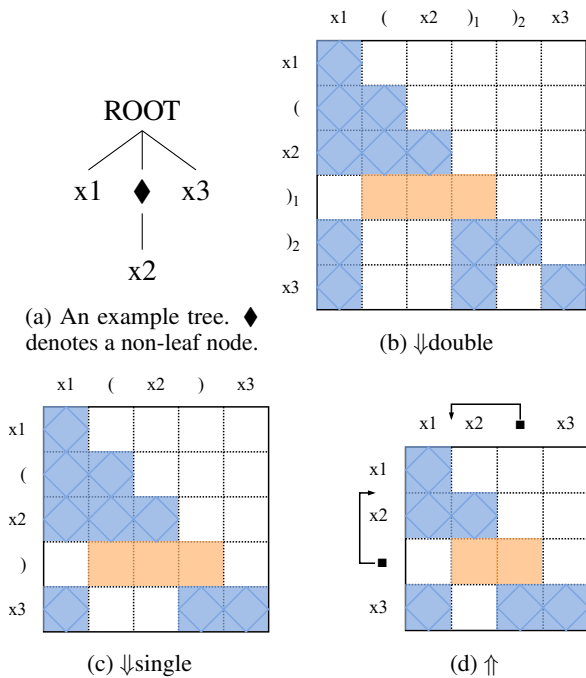 ROOT
x1 ♦ x3
x2
(a) An example tree. ♦
denotes a non-leaf node.
x1 ( x2 )₁ )₂ x3
x1
(
x2
)₁
)₂
x3
(b) ⇓double
x1 ( x2 ) x3
x1
(
x2
)
x3
(c) ⇓single
x1 x2 ■ x3
x1
x2
■
x3
(d) ⇑